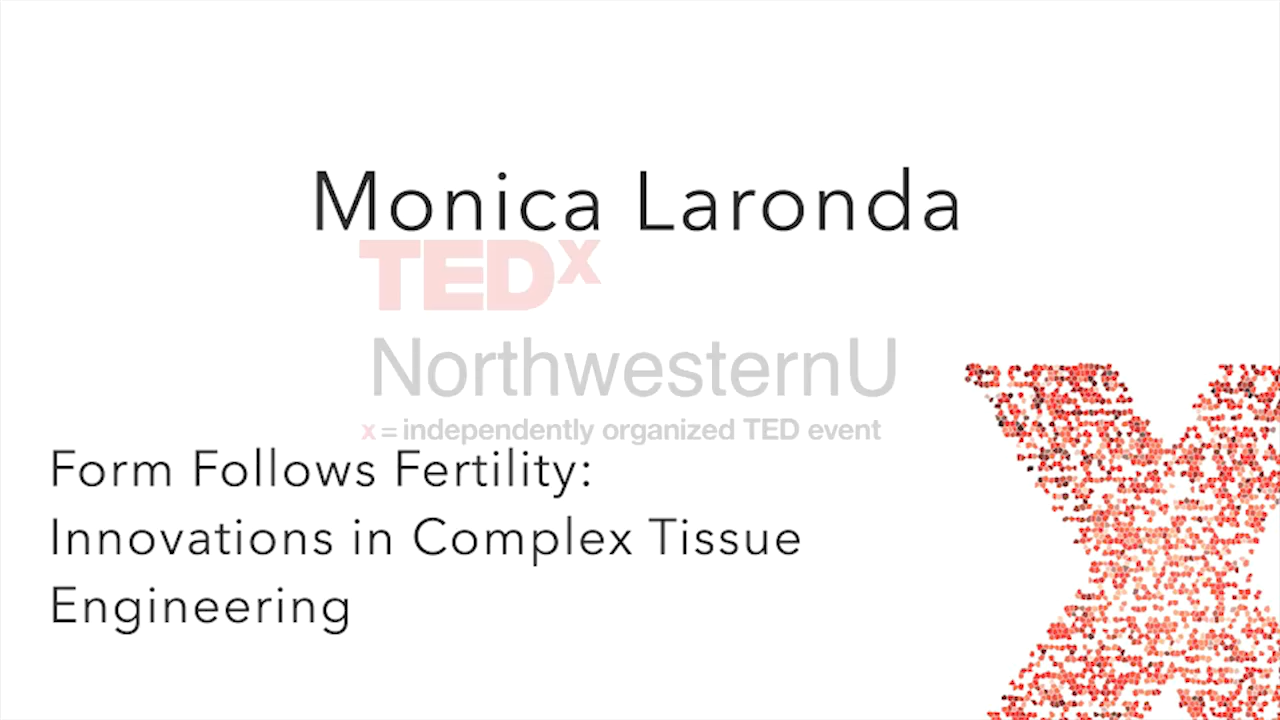 Monica Laronda
TEDx
NorthwesternU
x = independently organized TED event
Form Follows Fertility:
Innovations in Complex Tissue
Engineering